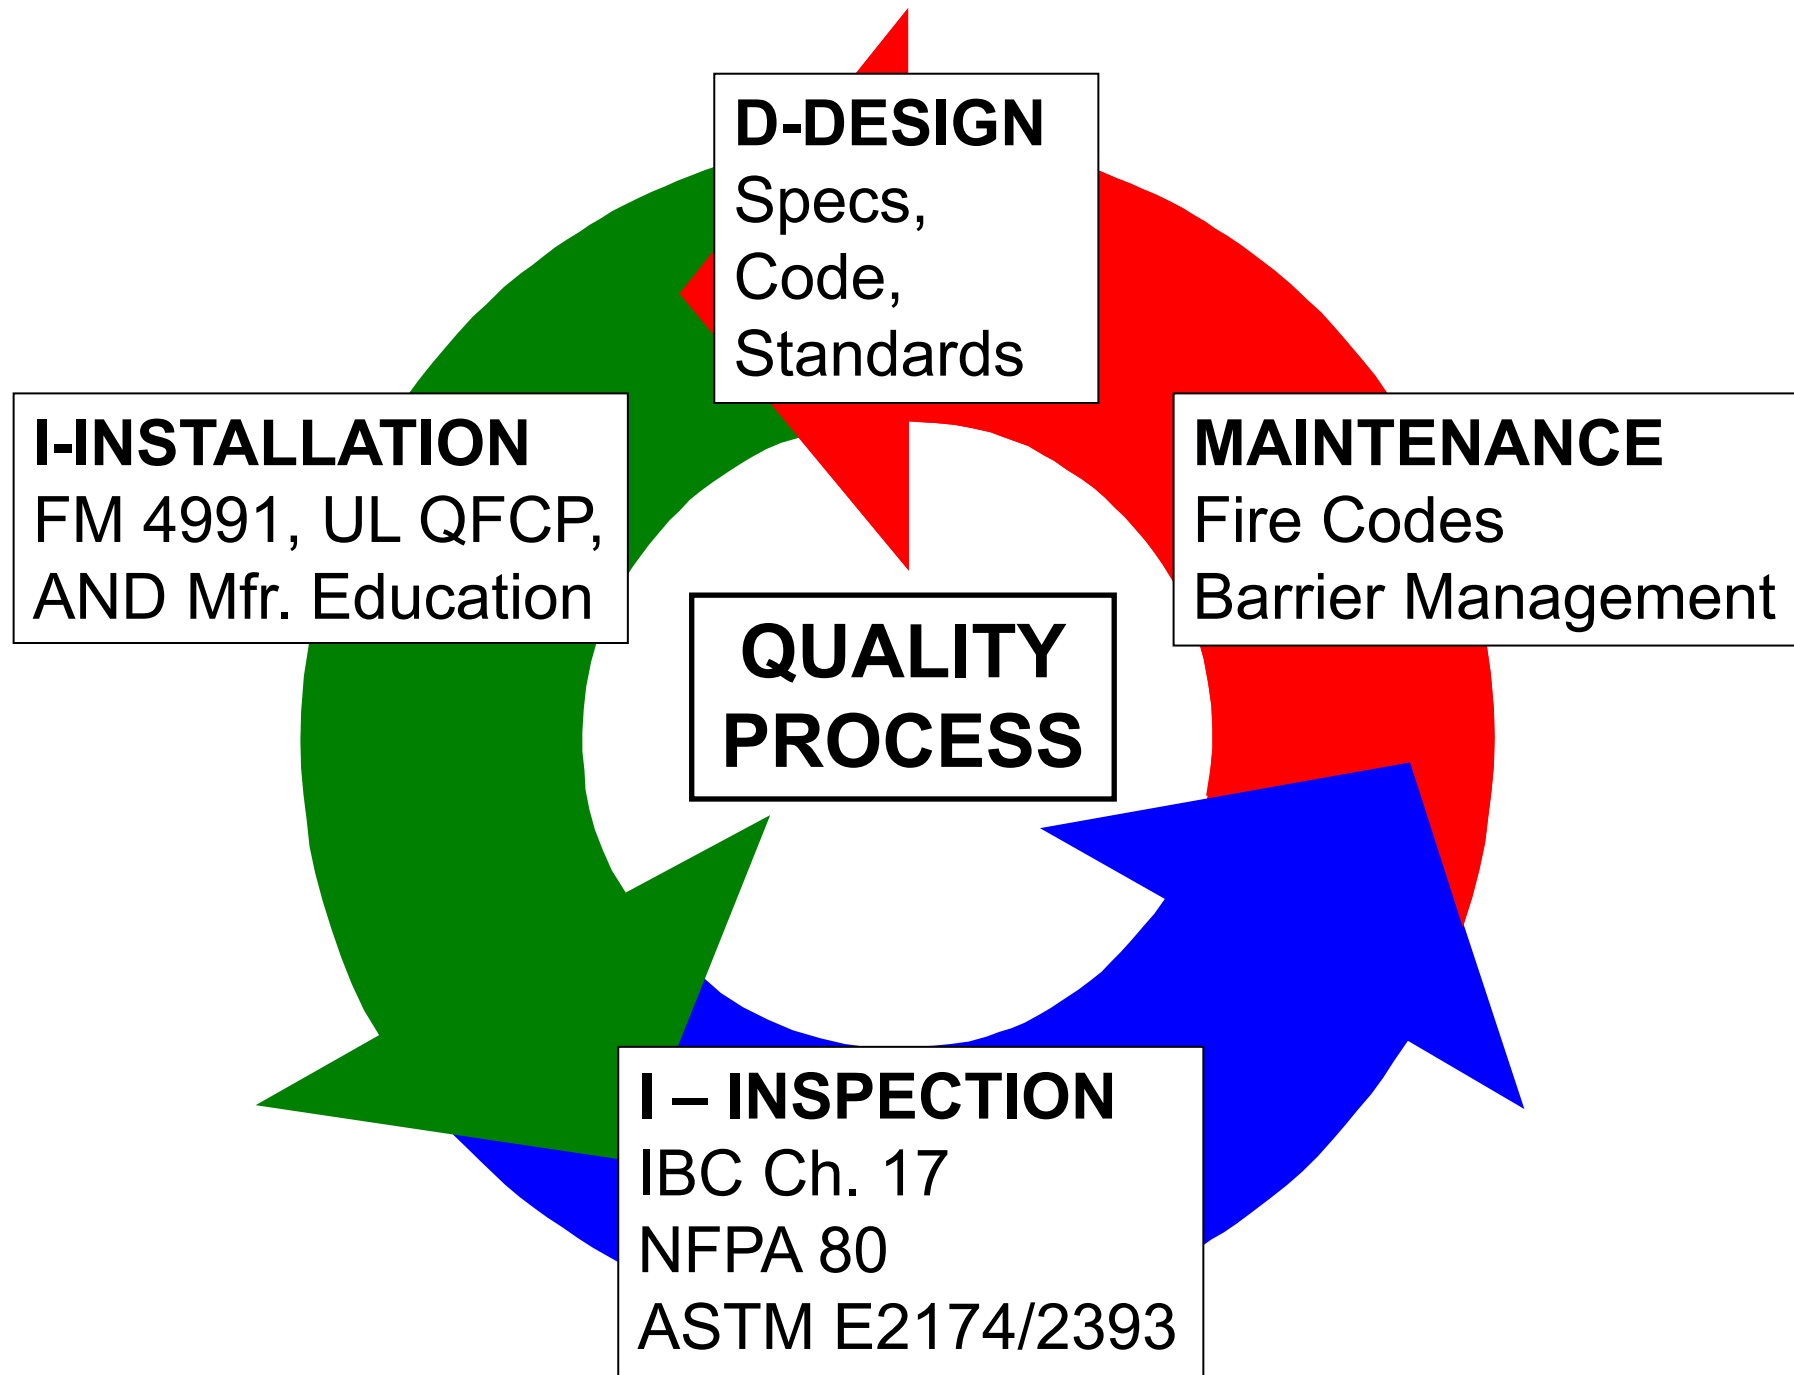 D-DESIGN
Specs,
Code,
Standards
I-INSTALLATION
FM 4991, UL QFCP,
AND Mfr. Education
MAINTENANCE
Fire Codes
Barrier Management
QUALITY
PROCESS
I – INSPECTION
IBC Ch. 17
NFPA 80
ASTM E2174/2393